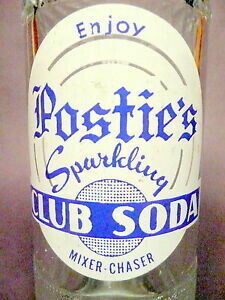 Enjoy
Postie's
Sparkling
CLUB SODA
MIXER-CHASER